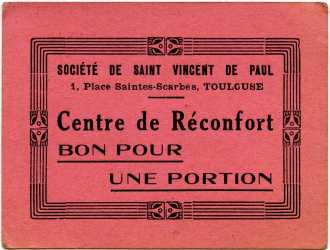 SOCIÉTÉ DE SAINT VINCENT DE PAUL
1, Place Saintes-Scarbes, TOULOUSE
Centre de Réconfort
BON POUR
UNE PORTION